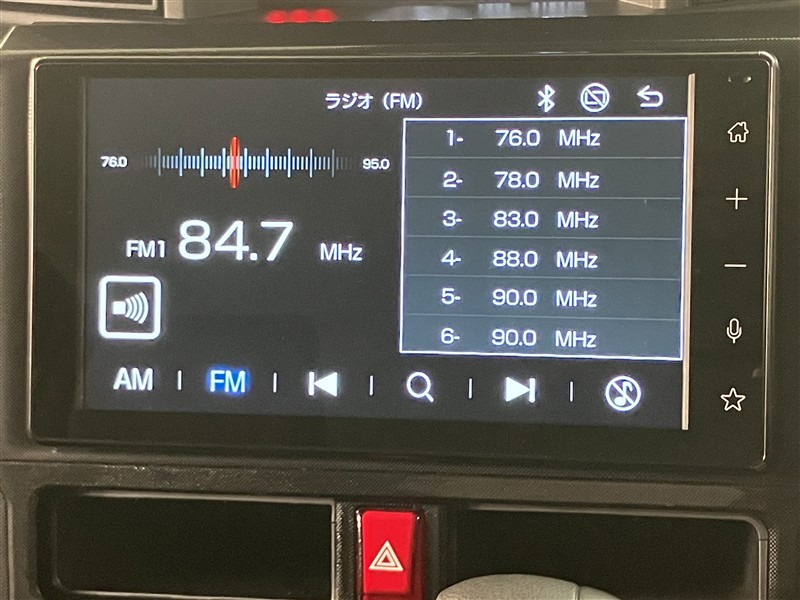 ラジオ（FM）
76.0 95.0
FM1 84.7 MHz
1- 76.0 MHz
2- 78.0 MHz
3- 83.0 MHz
4- 88.0 MHz
5- 90.0 MHz
6- 90.0 MHz
AM FM